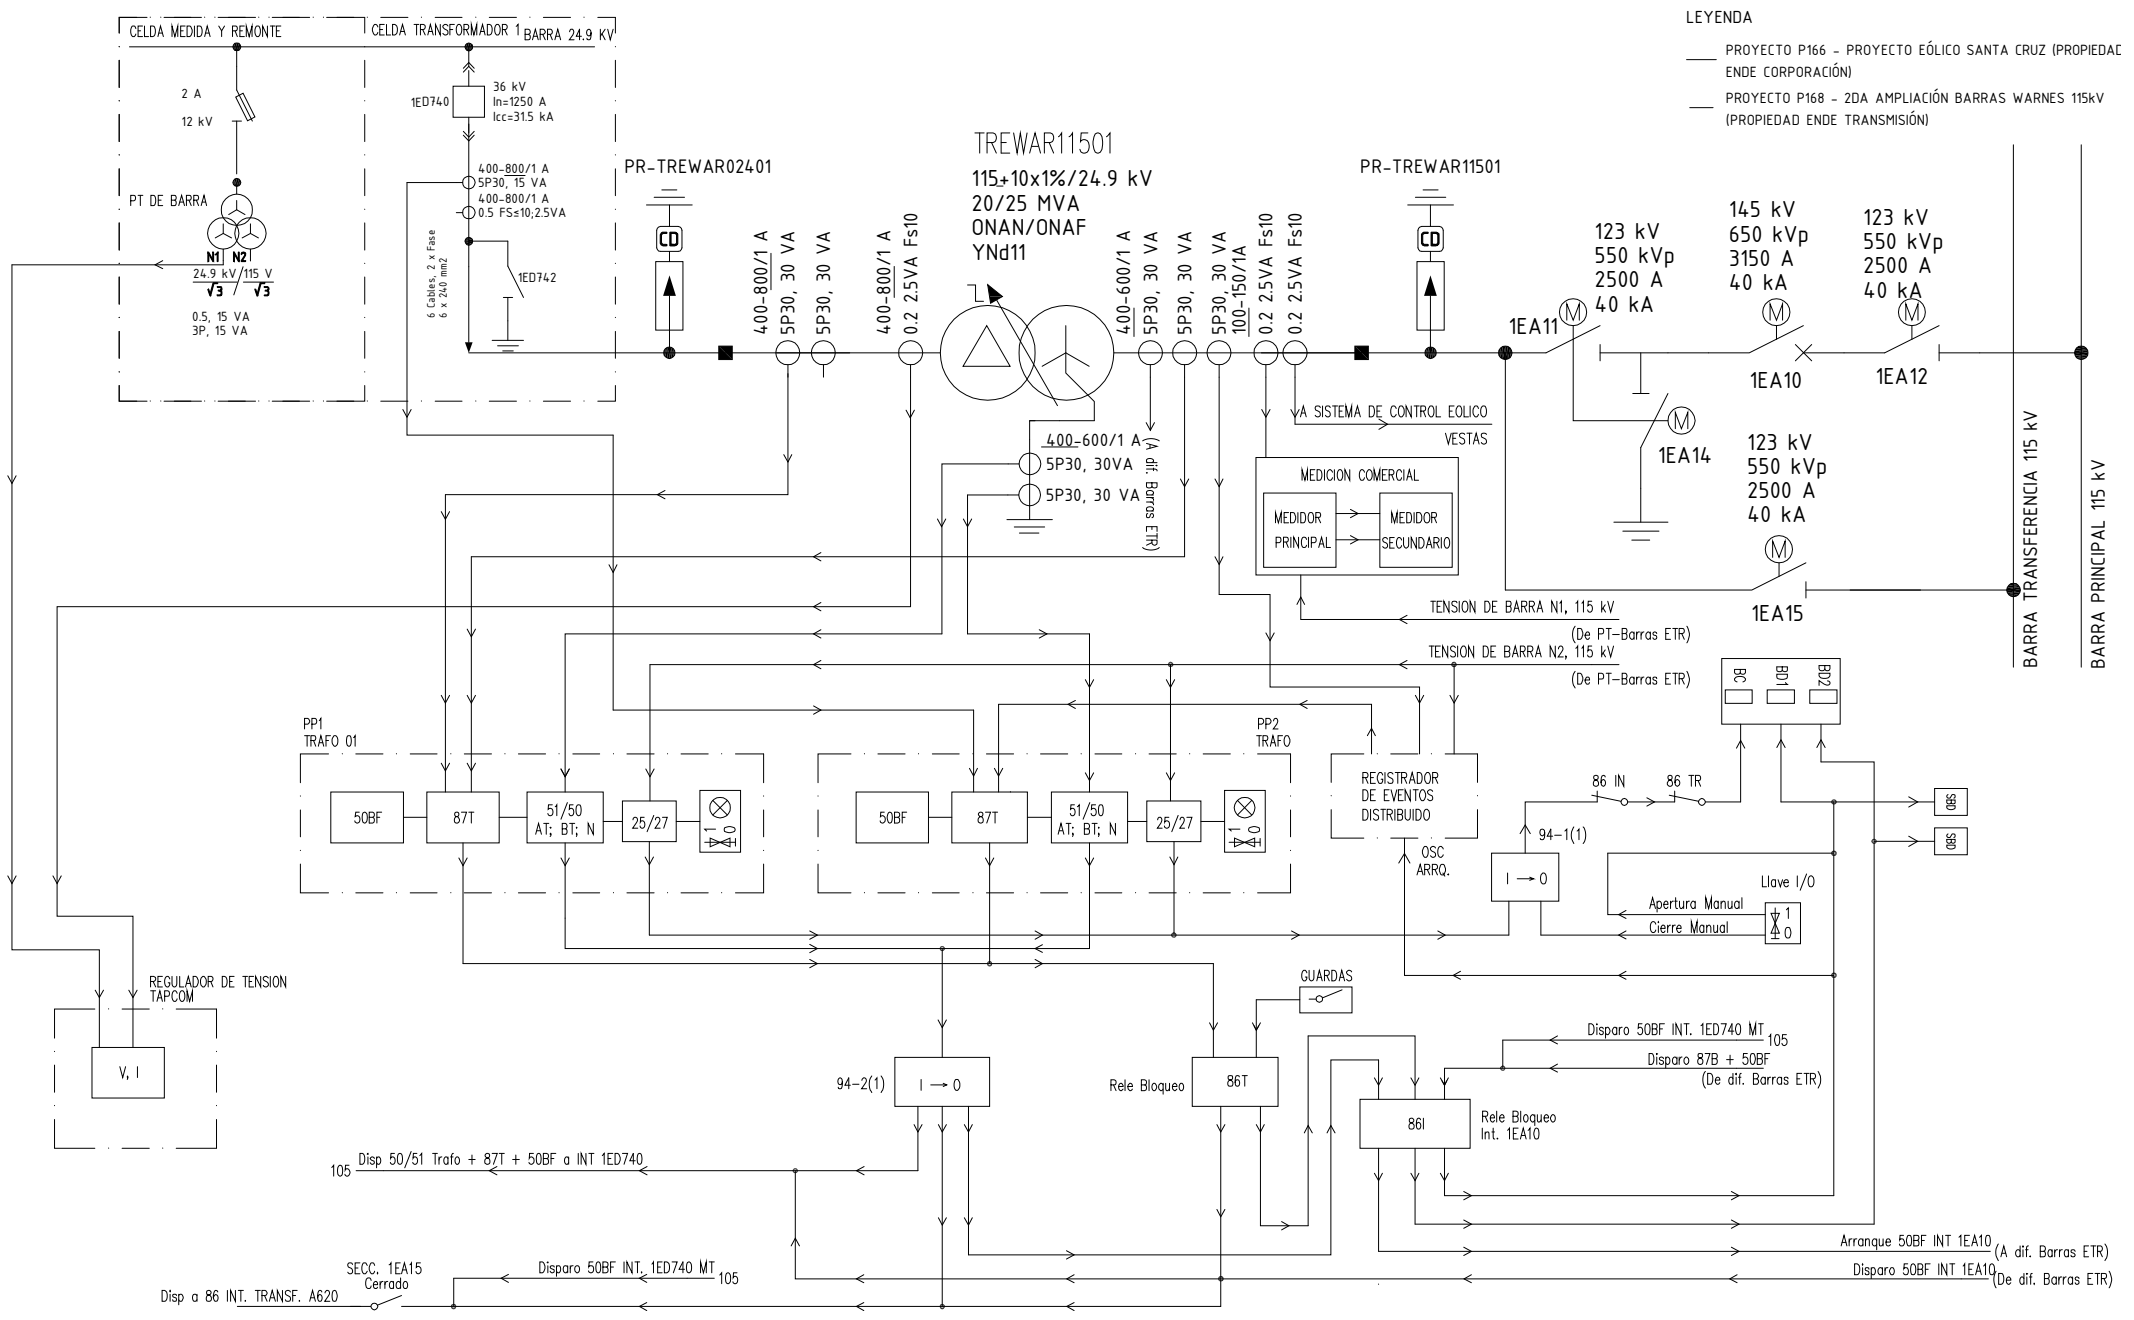 LEYENDA
PROYECTO P166 - PROYECTO EÓLICO SANTA CRUZ (PROPIEDAD
ENDE CORPORACIÓN)
PROYECTO P168 - 2DA AMPLIACIÓN BARRAS WARNES 115kV
(PROPIEDAD ENDE TRANSMISIÓN)
CELDA MEDIDA Y REMONTE
CELDA TRANSFORMADOR 1
BARRA 24.9 KV
2 A
12 kV
PT DE BARRA
N1 N2
24.9 kV/115 V
√3 √3
0.5, 15 VA
3P, 15 VA
1ED740
36 kV
In=1250 A
Icc=31.5 kA
400-800/1 A
5P30, 15 VA
400-800/1 A
0.5 FS≤10;2.5VA
6 Cables, 2 x Fase
6 x 240 mm2
1ED742
PR-TREWAR02401
CD
400-800/1 A
5P30, 30 VA
5P30, 30 VA
400-800/1 A
0.2 2.5VA Fs10
TREWAR11501
115±10x1%/24.9 kV
20/25 MVA
ONAN/ONAF
YNd11
400-600/1 A
5P30, 30 VA
5P30, 30 VA
5P30, 30 VA
100-150/1A
0.2 2.5VA Fs10
0.2 2.5VA Fs10
PR-TREWAR11501
CD
400-600/1 A
5P30, 30VA
5P30, 30 VA
(A dif. Barras ETR)
1EA11
M
123 kV
550 kVp
2500 A
40 kA
145 kV
650 kVp
3150 A
40 kA
M
1EA10
123 kV
550 kVp
2500 A
40 kA
M
1EA12
M
1EA14
123 kV
550 kVp
2500 A
40 kA
M
1EA15
BARRA TRANSFERENCIA 115 kV
BARRA PRINCIPAL 115 kV
A SISTEMA DE CONTROL EOLICO
VESTAS
MEDICION COMERCIAL
MEDIDOR
PRINCIPAL
MEDIDOR
SECUNDARIO
TENSION DE BARRA N1, 115 kV
(De PT-Barras ETR)
TENSION DE BARRA N2, 115 kV
(De PT-Barras ETR)
BC
BD1
BD2
PP1
TRAFO 01
50BF
87T
51/50
AT; BT; N
25/27
1
0
PP2
TRAFO
50BF
87T
51/50
AT; BT; N
25/27
1
0
REGISTRADOR
DE EVENTOS
DISTRIBUIDO
OSC
ARRQ.
86 IN
86 TR
94-1(1)
I → 0
SBD
SBD
Llave I/O
Apertura Manual
Cierre Manual
1
0
REGULADOR DE TENSION
TAPCOM
V, I
GUARDAS
94-2(1)
I → 0
Rele Bloqueo
86T
Disparo 50BF INT. 1ED740 MT
105
Disparo 87B + 50BF
(De dif. Barras ETR)
86I
Rele Bloqueo
Int. 1EA10
105
Disp 50/51 Trafo + 87T + 50BF a INT 1ED740
Arranque 50BF INT 1EA10
(A dif. Barras ETR)
Disparo 50BF INT 1EA10
(De dif. Barras ETR)
SECC. 1EA15
Cerrado
Disparo 50BF INT. 1ED740 MT
105
Disp a 86 INT. TRANSF. A620